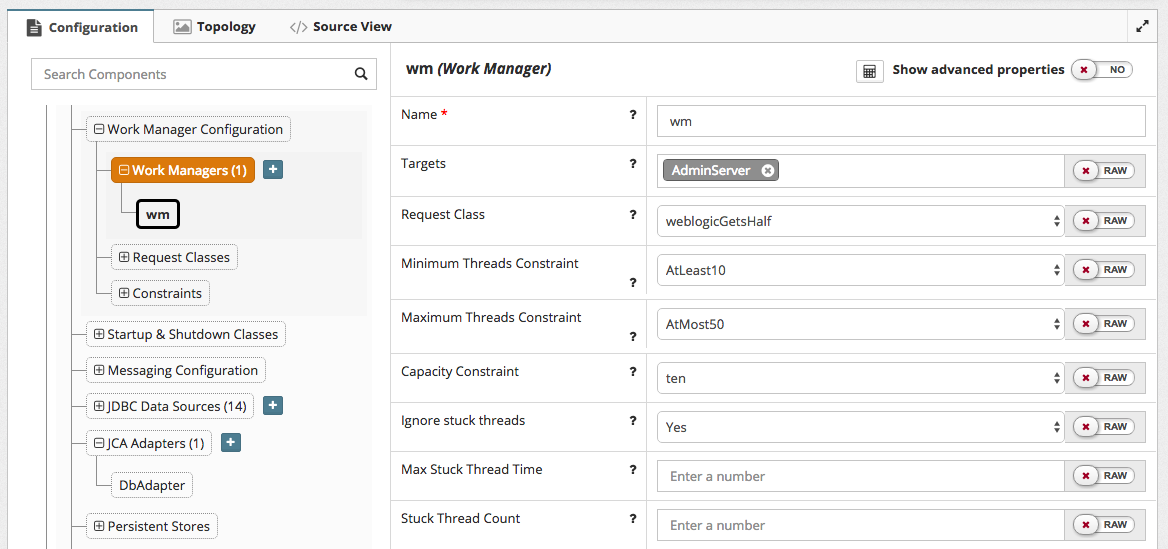 Configuration
Topology
</> Source View
Search Components
Work Manager Configuration
Work Managers (1)
wm
Request Classes
Constraints
Startup & Shutdown Classes
Messaging Configuration
JDBC Data Sources (14)
JCA Adapters (1)
DbAdapter
Persistent Stores
wm (Work Manager)
Show advanced properties NO
Name * ?
wm
Targets ?
AdminServer RAW
Request Class ?
weblogicGetsHalf RAW
Minimum Threads Constraint
?
AtLeast10 RAW
Maximum Threads Constraint
?
AtMost50 RAW
Capacity Constraint ?
ten RAW
Ignore stuck threads ?
Yes RAW
Max Stuck Thread Time ?
Enter a number RAW
Stuck Thread Count ?
Enter a number RAW